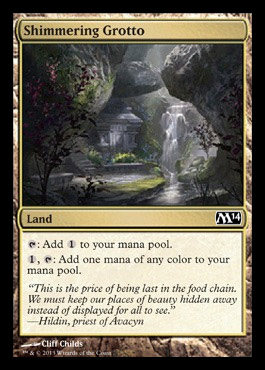 Shimmering Grotto
Land
M14
: Add 1 to your mana pool.
1, : Add one mana of any color to your
mana pool.
“This is the price of being last in the food chain.
We must keep our places of beauty hidden away
instead of displayed for all to see.”
—Hildin, priest of Avacyn
Cliff Childs
™ & © 2013 Wizards of the Coast